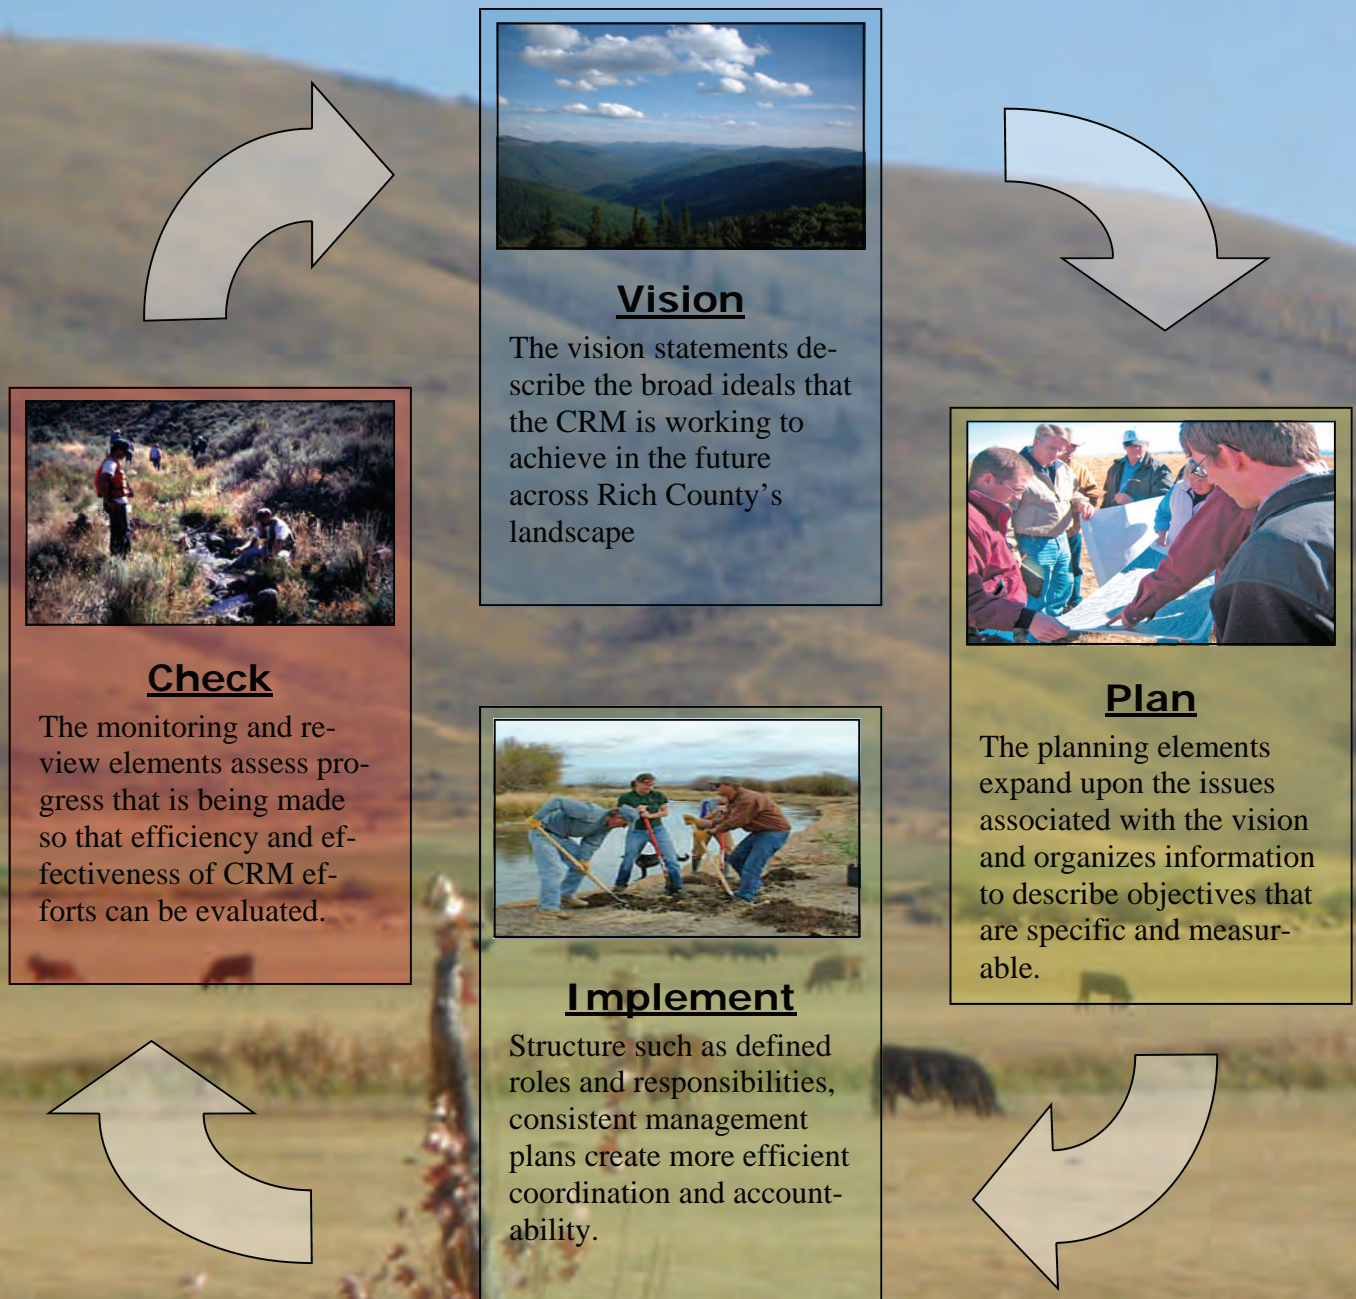 Vision
The vision statements de-
scribe the broad ideals that
the CRM is working to
achieve in the future
across Rich County’s
landscape
Plan
The planning elements
expand upon the issues
associated with the vision
and organizes information
to describe objectives that
are specific and measur-
able.
Implement
Structure such as defined
roles and responsibilities,
consistent management
plans create more efficient
coordination and account-
ability.
Check
The monitoring and re-
view elements assess pro-
gress that is being made
so that efficiency and ef-
fectiveness of CRM ef-
forts can be evaluated.